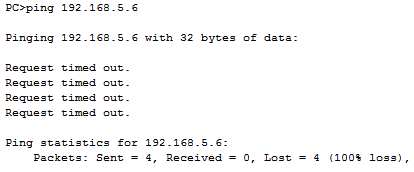 PC>ping 192.168.5.6
Pinging 192.168.5.6 with 32 bytes of data:
Request timed out.
Request timed out.
Request timed out.
Request timed out.
Ping statistics for 192.168.5.6:
Packets: Sent = 4, Received = 0, Lost = 4 (100% loss),